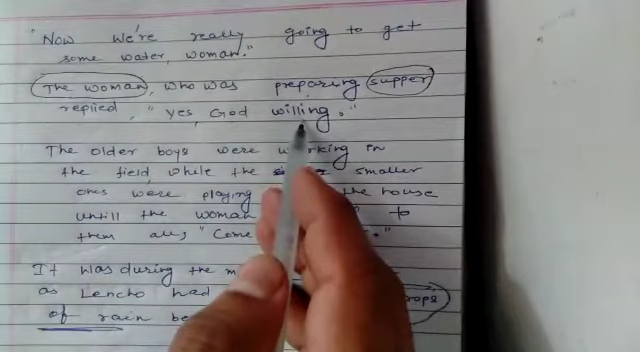 "Now We're really going to get
some water, woman."
The woman, who was preparing supper
replied, "yes, God willing."
The older boys were working in
the field, while the smaller
ones were playing the house
untill the woman to
them all, "Come
It was during the
as Lencho had
of rain